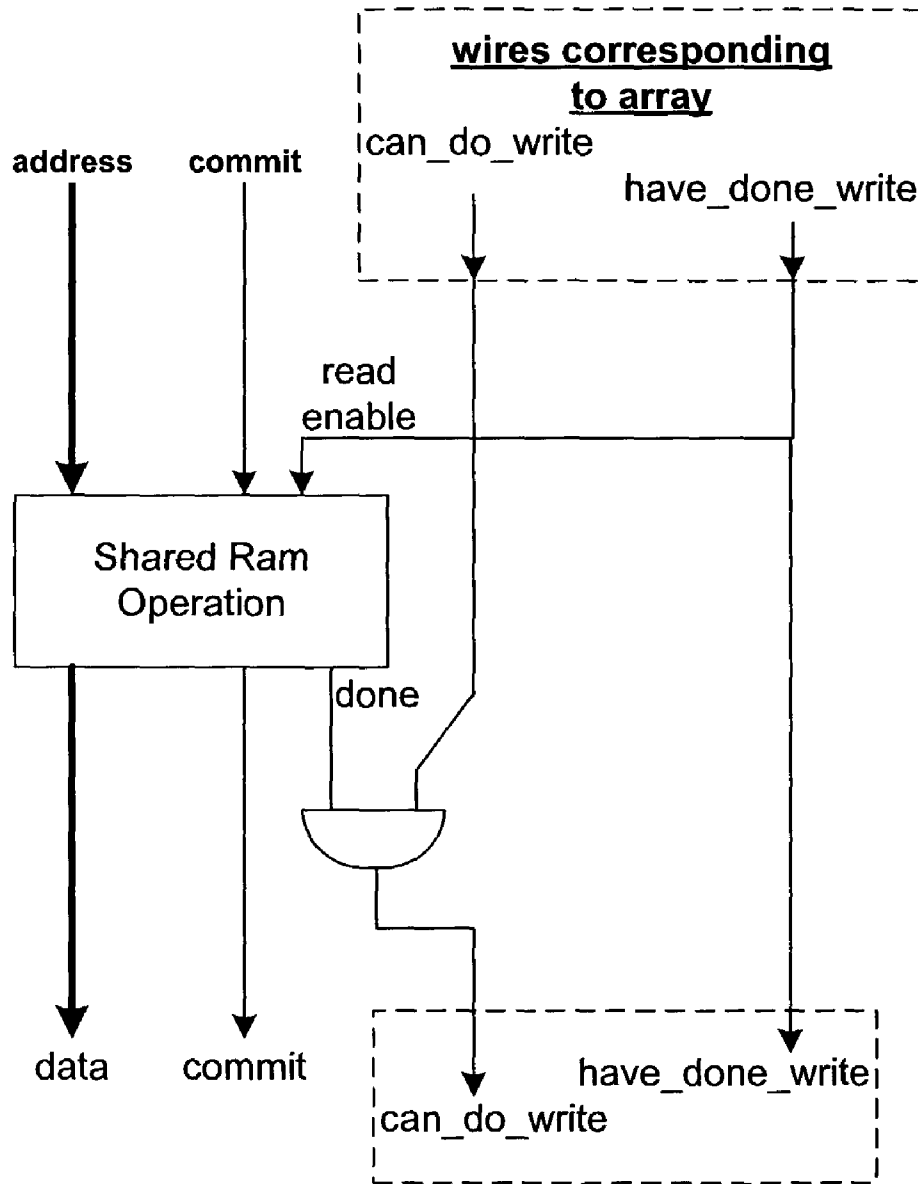 wires corresponding
to array
can_do_write
address
commit
have_done_write
read
enable
Shared Ram
Operation
done
data
commit
have_done_write
can_do_write